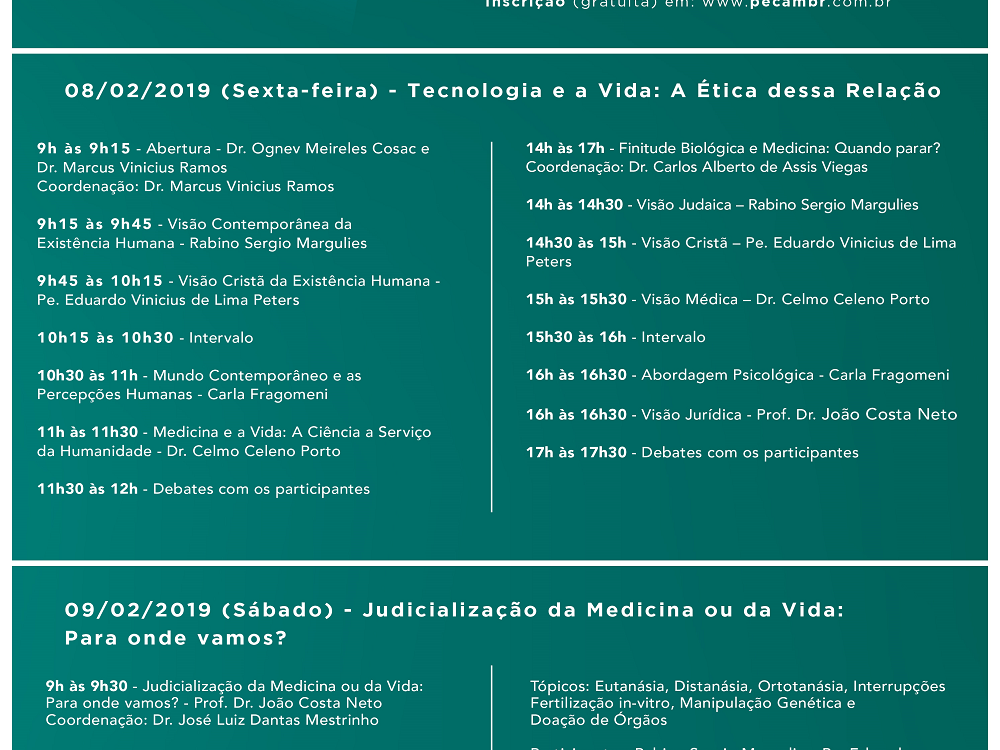 Inscrição (gratuita) em: www.pecambr.com.br
08/02/2019 (Sexta-feira) - Tecnologia e a Vida: A Ética dessa Relação
9h às 9h15 - Abertura - Dr. Ognev Meireles Cosac e
Dr. Marcus Vinicius Ramos
Coordenação: Dr. Marcus Vinicius Ramos
9h15 às 9h45 - Visão Contemporânea da
Existência Humana - Rabino Sergio Margulies
9h45 às 10h15 - Visão Cristã da Existência Humana -
Pe. Eduardo Vinicius de Lima Peters
10h15 às 10h30 - Intervalo
10h30 às 11h - Mundo Contemporâneo e as
Percepções Humanas - Carla Fragomeni
11h às 11h30 - Medicina e a Vida: A Ciência a Serviço
da Humanidade - Dr. Celmo Celeno Porto
11h30 às 12h - Debates com os participantes
14h às 17h - Finitude Biológica e Medicina: Quando parar?
Coordenação: Dr. Carlos Alberto de Assis Viegas
14h às 14h30 - Visão Judaica – Rabino Sergio Margulies
14h30 às 15h - Visão Cristã – Pe. Eduardo Vinicius de Lima
Peters
15h às 15h30 - Visão Médica – Dr. Celmo Celeno Porto
15h30 às 16h - Intervalo
16h às 16h30 - Abordagem Psicológica - Carla Fragomeni
16h às 16h30 - Visão Jurídica - Prof. Dr. João Costa Neto
17h às 17h30 - Debates com os participantes
09/02/2019 (Sábado) - Judicialização da Medicina ou da Vida:
Para onde vamos?
9h às 9h30 - Judicialização da Medicina ou da Vida:
Para onde vamos? - Prof. Dr. João Costa Neto
Coordenação: Dr. José Luiz Dantas Mestrinho
Tópicos: Eutanásia, Distanásia, Ortotanásia, Interrupções
Fertilização in-vitro, Manipulação Genética e
Doação de Órgãos